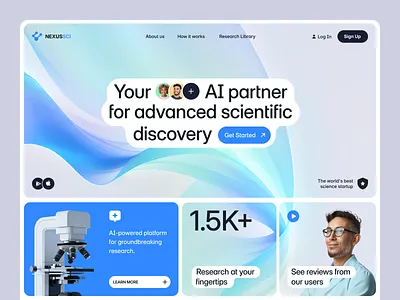 NEXUSSCI
About us
How it works
Research Library
Log In
Sign Up
Your + AI partner
for advanced scientific
discovery
Get Started
The world's best
science startup
AI-powered platform
for groundbreaking
research.
LEARN MORE +
1.5K+
Research at your
fingertips
See reviews from
our users